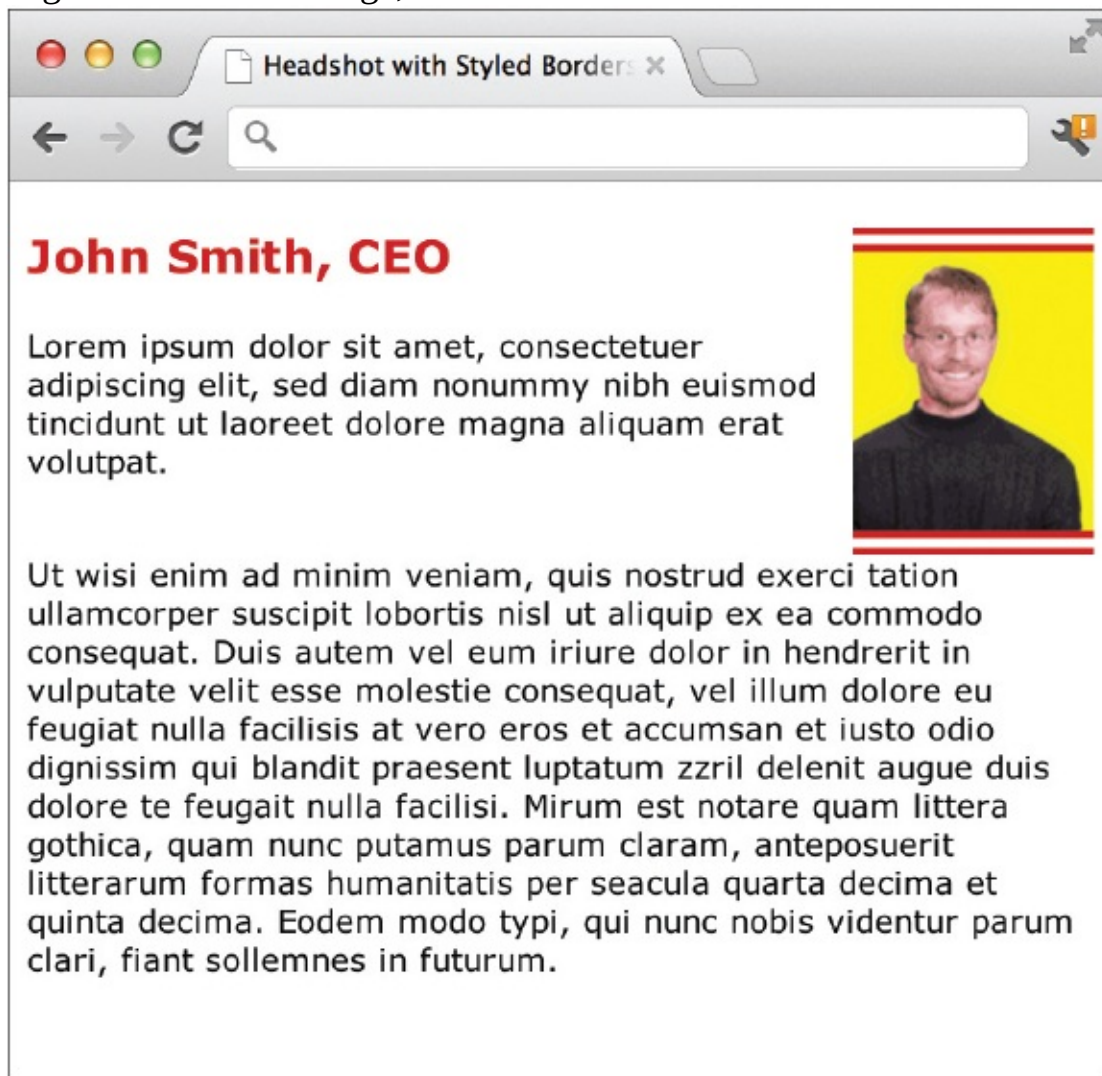 Headshot with Styled Borders
John Smith, CEO
Lorem ipsum dolor sit amet, consectetuer
adipiscing elit, sed diam nonummy nibh euismod
tincidunt ut laoreet dolore magna aliquam erat
volutpat.
Ut wisi enim ad minim veniam, quis nostrud exerci tation
ullamcorper suscipit lobortis nisl ut aliquip ex ea commodo
consequat. Duis autem vel eum iriure dolor in hendrerit in
vulputate velit esse molestie consequat, vel illum dolore eu
feugiat nulla facilisis at vero eros et accumsan et iusto odio
dignissim qui blandit praesent luptatum zzril delenit augue duis
dolore te feugait nulla facilisi. Mirum est notare quam littera
gothica, quam nunc putamus parum claram, anteposuerit
litterarum formas humanitatis per seacula quarta decima et
quinta decima. Eodem modo typi, qui nunc nobis videntur parum
clari, fiant sollemnes in futurum.